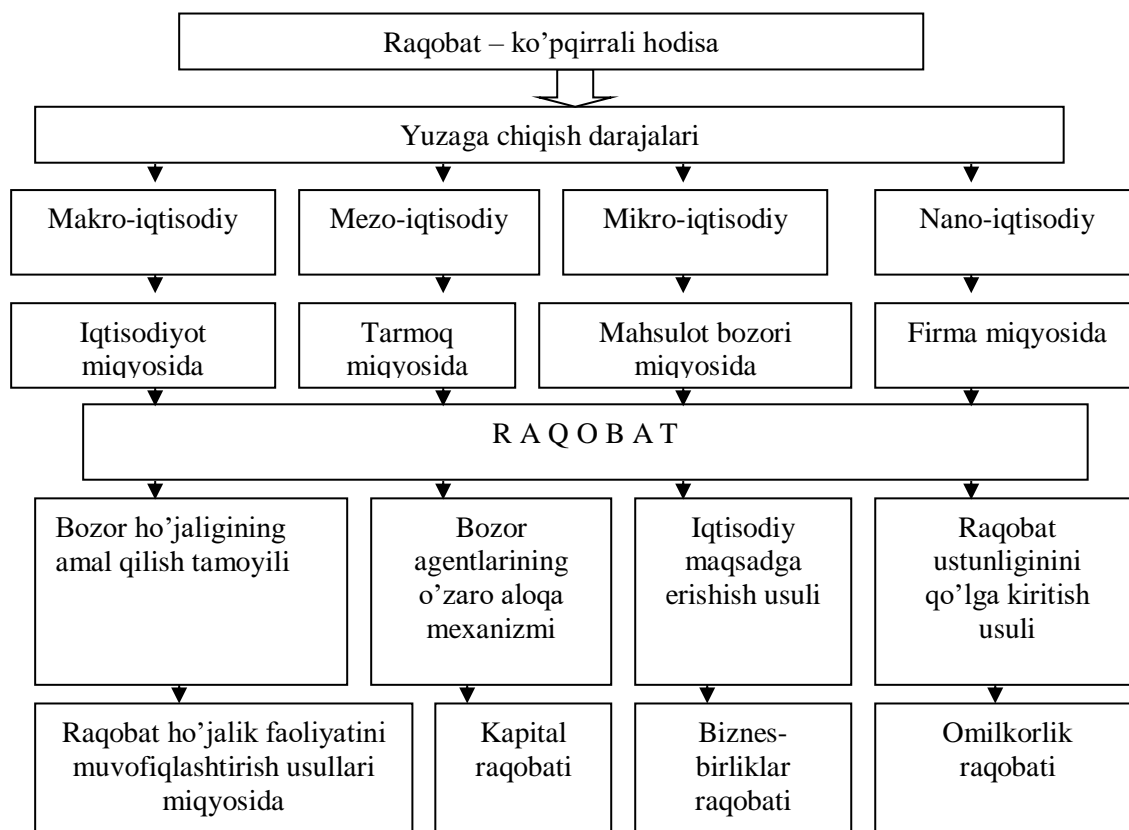 Raqobat – ko’pqirrali hodisa
Yuzaga chiqish darajalari
Makro-iqtisodiy
Mezo-iqtisodiy
Mikro-iqtisodiy
Nano-iqtisodiy
Iqtisodiyot
miqyosida
Tarmoq
miqyosida
Mahsulot bozori
miqyosida
Firma miqyosida
R A Q O B A T
Bozor ho’jaligining
amal qilish tamoyili
Bozor
agentlarining
o’zaro aloqa
mexanizmi
Iqtisodiy
maqsadga
erishish usuli
Raqobat
ustunliginini
qo’lga kiritish
usuli
Raqobat ho’jalik faoliyatini
muvofiqlashtirish usullari
miqyosida
Kapital
raqobati
Biznes-
birliklar
raqobati
Omilkorlik
raqobati